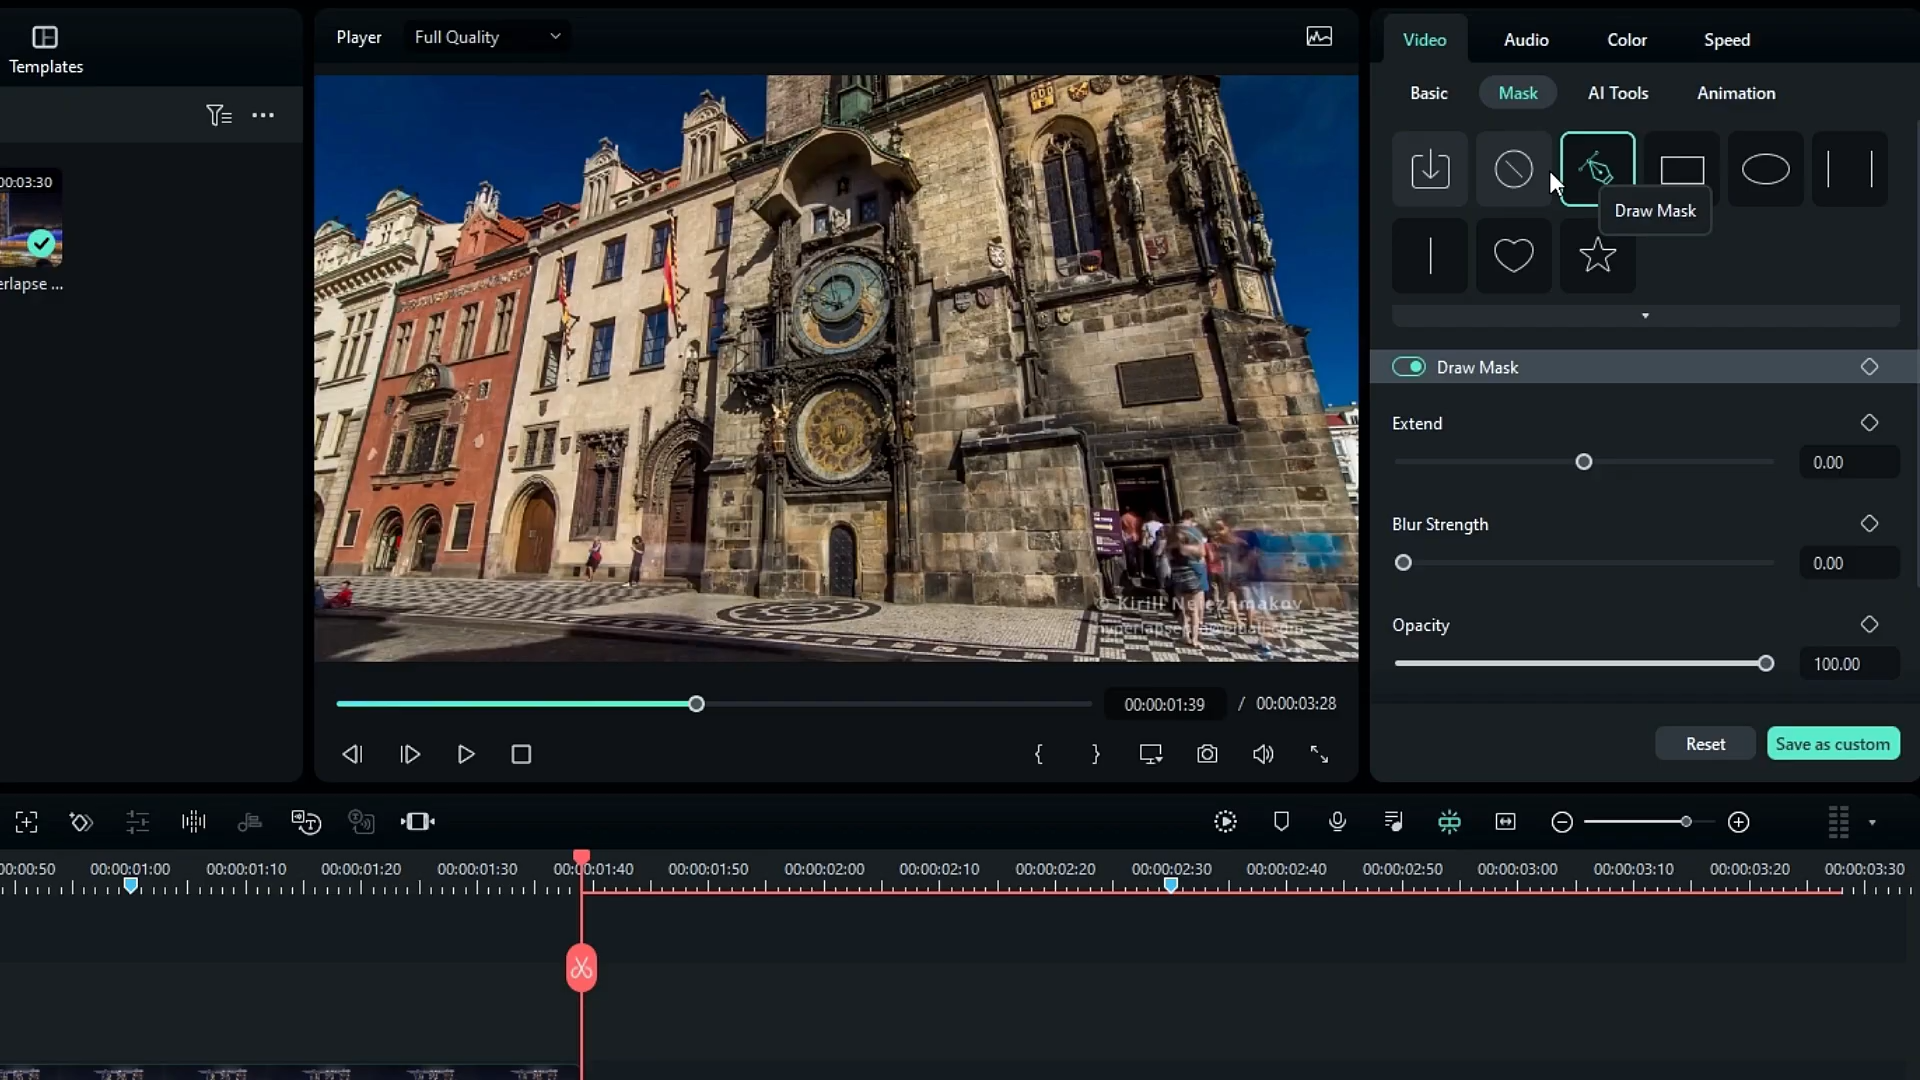 Templates
00:03:30
erlapse ...
Player
Full Quality
© Kirill Neiezhmakov
hyperlapsepro@gmail.com
00:00:01:39
/
00:00:03:28
{
}
Video
Audio
Color
Speed
Basic
Mask
AI Tools
Animation
Draw Mask
Draw Mask
Extend
0.00
Blur Strength
0.00
Opacity
100.00
Reset
Save as custom
00:00:50
00:00:01:00
00:00:01:10
00:00:01:20
00:00:01:30
00:00:01:40
00:00:01:50
00:00:02:00
00:00:02:10
00:00:02:20
00:00:02:30
00:00:02:40
00:00:02:50
00:00:03:00
00:00:03:10
00:00:03:20
00:00:03:30